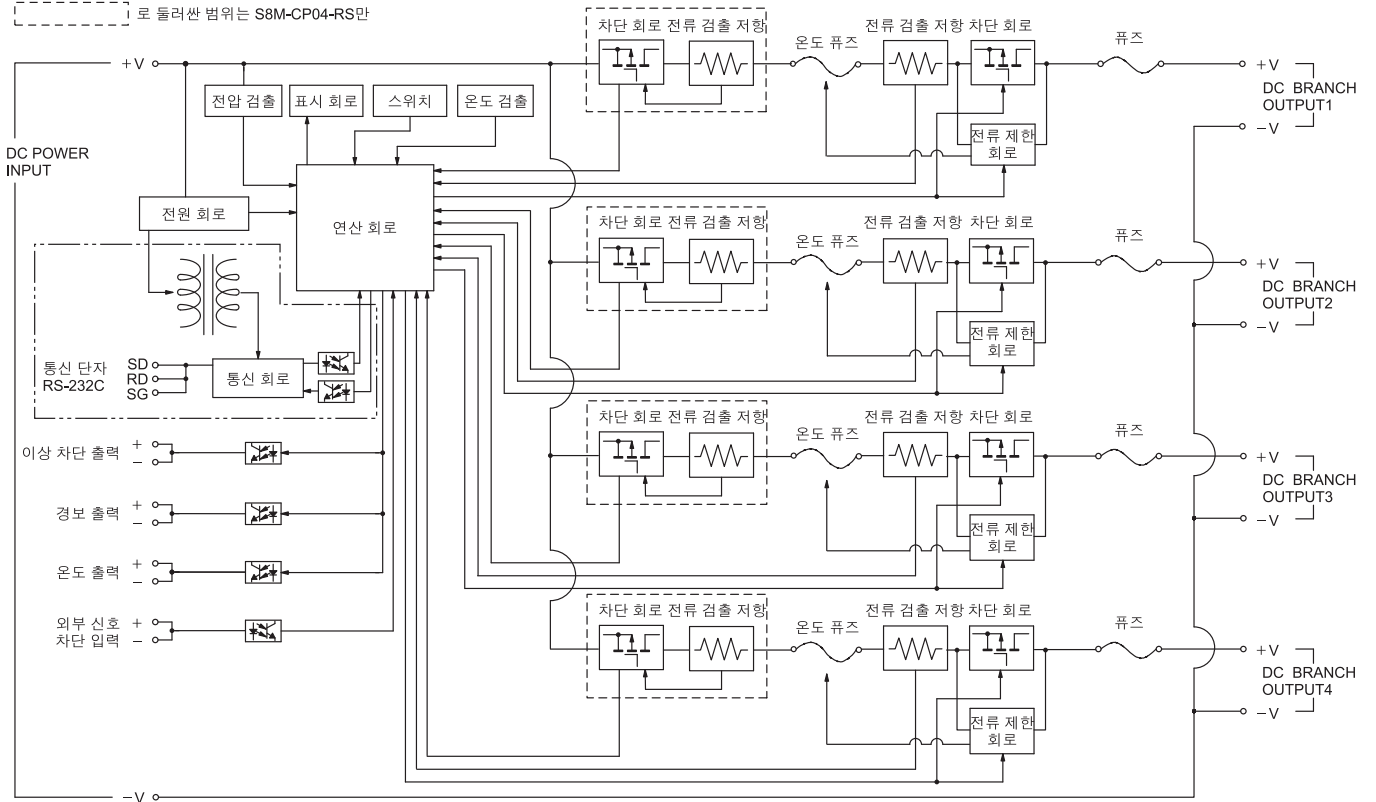 로 둘러싼 범위는 S8M-CP04-RS만
+V
DC POWER
INPUT
전압 검출
표시 회로
스위치
온도 검출
전원 회로
연산 회로
통신 단자
RS-232C
SD
RD
SG
통신 회로
이상 차단 출력
+
−
경보 출력
+
−
온도 출력
+
−
외부 신호
차단 입력
+
−
−V
차단 회로 전류 검출 저항
온도 퓨즈
전류 검출 저항 차단 회로
퓨즈
전류 제한
회로
+V
DC BRANCH
OUTPUT1
−V
차단 회로 전류 검출 저항
온도 퓨즈
전류 검출 저항 차단 회로
퓨즈
전류 제한
회로
+V
DC BRANCH
OUTPUT2
−V
차단 회로 전류 검출 저항
온도 퓨즈
전류 검출 저항 차단 회로
퓨즈
전류 제한
회로
+V
DC BRANCH
OUTPUT3
−V
차단 회로 전류 검출 저항
온도 퓨즈
전류 검출 저항 차단 회로
퓨즈
전류 제한
회로
+V
DC BRANCH
OUTPUT4
−V